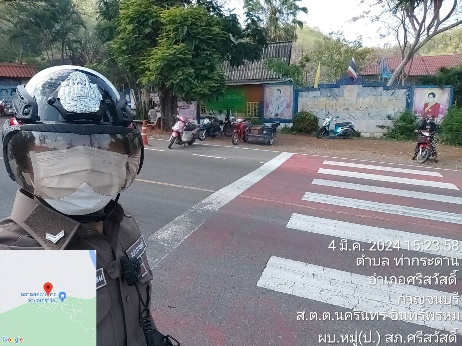 4 มี.ค. 2024 15:23:58
ตำบล ท่ากระดาน
อำเภอศรีสวัสดิ์
กาญจนบุรี
ส.ต.ต.นครินทร์ อินทร์พรหม
ผบ.หมู่(ป.) สภ.ศรีสวัสดิ์
Google